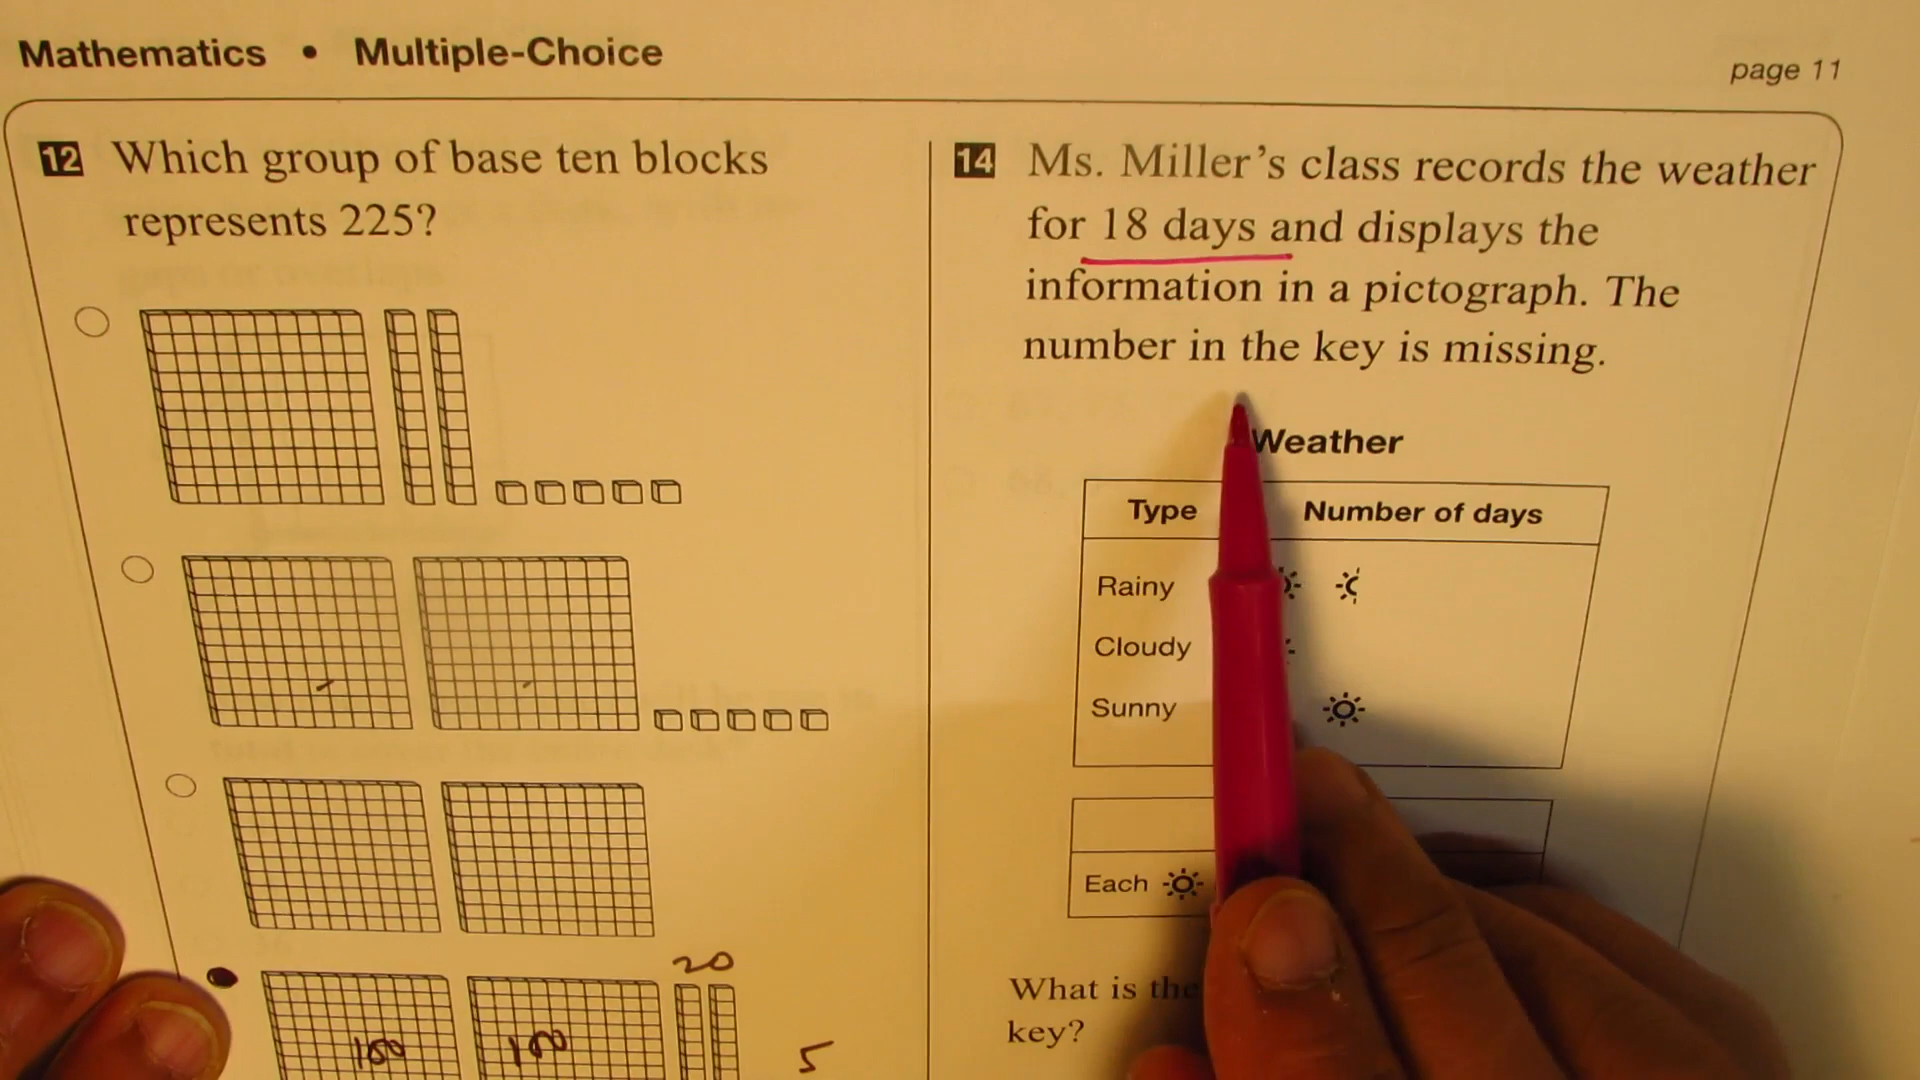 Mathematics • Multiple-Choice
page 11
12 Which group of base ten blocks
represents 225?
20
100 100 5
14 Ms. Miller's class records the weather
for 18 days and displays the
information in a pictograph. The
number in the key is missing.
Weather
Type Number of days
Rainy
Cloudy
Sunny
Each
What is the
key?